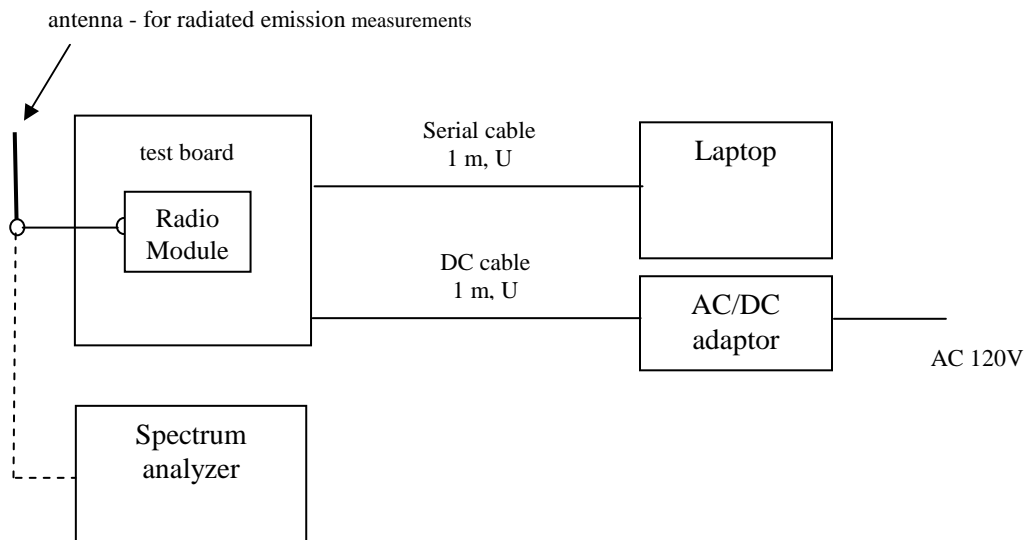 antenna - for radiated emission measurements
test board
Radio
Module
Serial cable
1 m, U
Laptop
DC cable
1 m, U
AC/DC
adaptor
AC 120V
Spectrum
analyzer